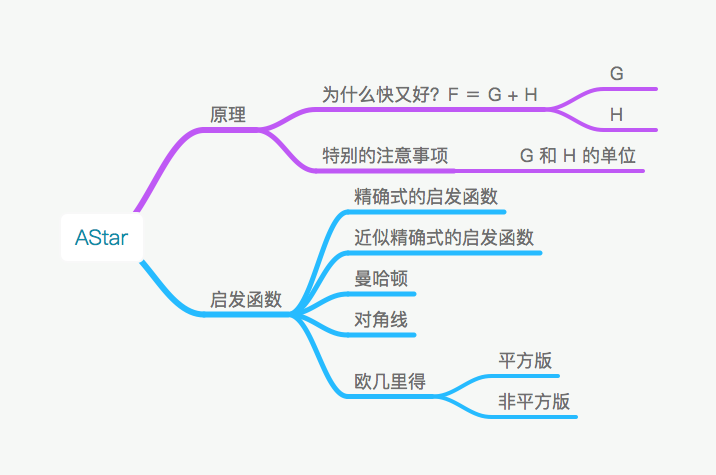 AStar
原理
为什么快又好？F = G + H
G
H
特别的注意事项
G 和 H 的单位
启发函数
精确式的启发函数
近似精确式的启发函数
曼哈顿
对角线
欧几里得
平方版
非平方版